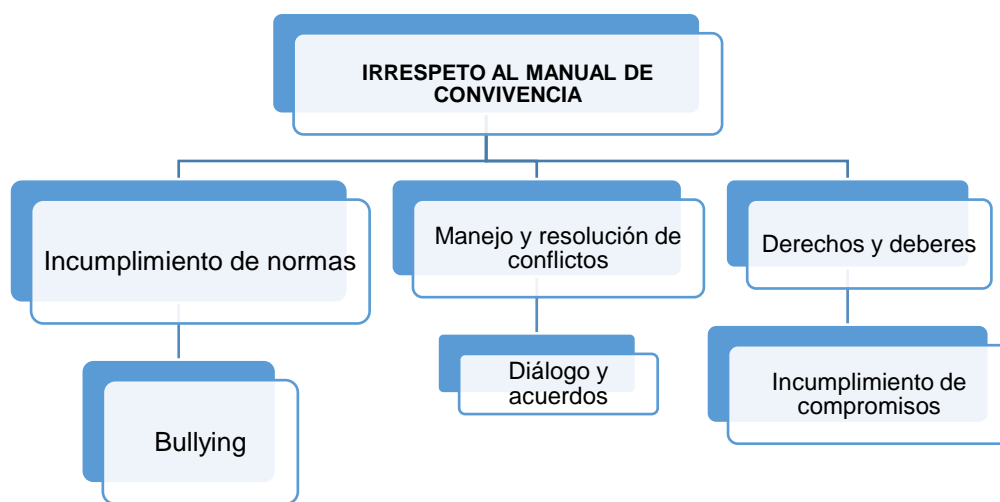 IRRESPETO AL MANUAL DE
CONVIVENCIA
Incumplimiento de normas
Manejo y resolución de
conflictos
Derechos y deberes
Bullying
Diálogo y
acuerdos
Incumplimiento de
compromisos